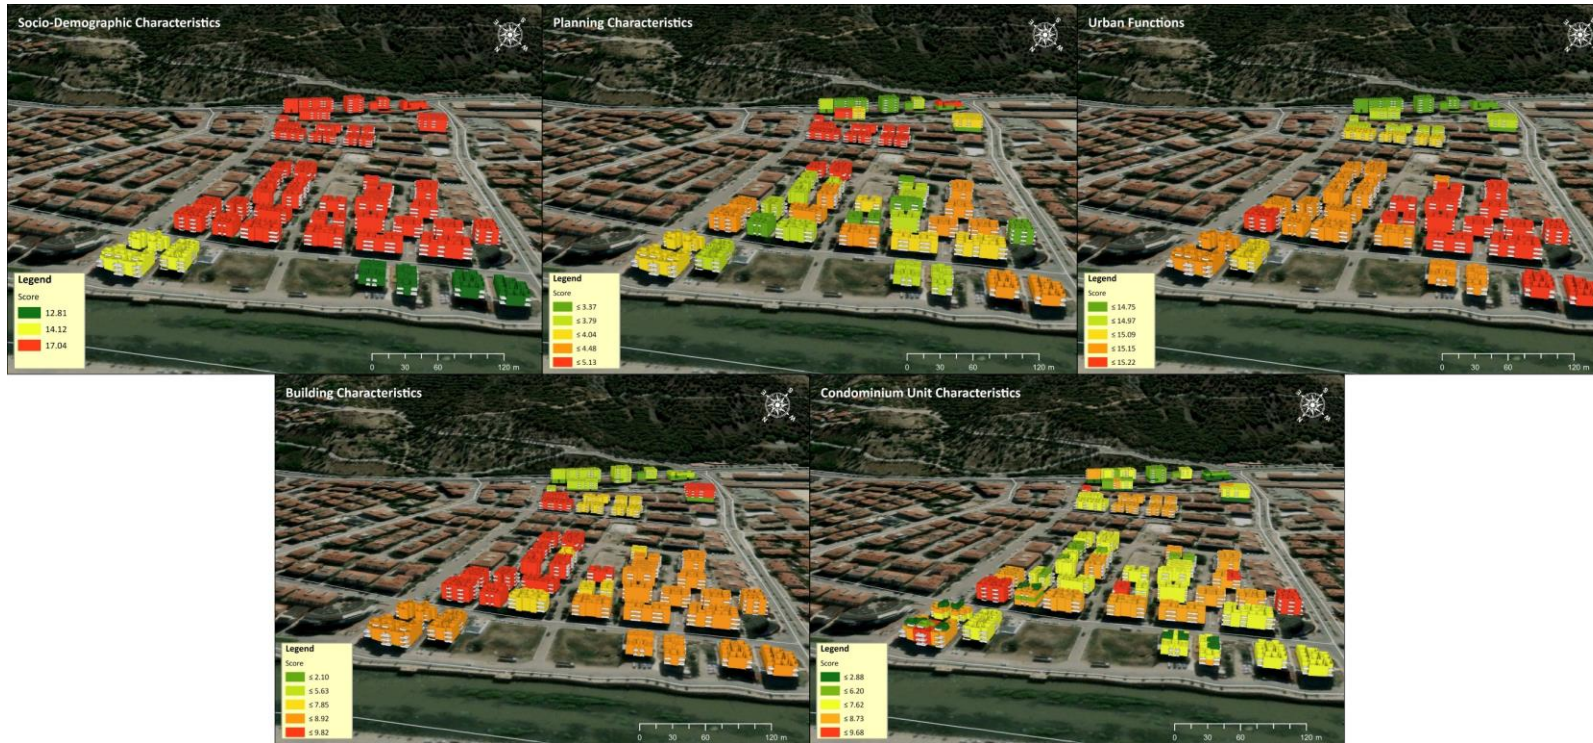 Socio-Demographic Characteristics
Legend
Score
12.81
14.12
17.04
0 30 60 120 m
Planning Characteristics
Legend
Score
≤ 3.37
≤ 3.79
≤ 4.04
≤ 4.48
≤ 5.13
0 30 60 120 m
Urban Functions
Legend
Score
≤ 14.75
≤ 14.97
≤ 15.09
≤ 15.15
≤ 15.22
0 30 60 120 m
Building Characteristics
Legend
Score
≤ 2.10
≤ 5.63
≤ 7.85
≤ 8.92
≤ 9.82
0 30 60 120 m
Condominium Unit Characteristics
Legend
Score
≤ 2.88
≤ 6.20
≤ 7.62
≤ 8.73
≤ 9.68
0 30 60 120 m